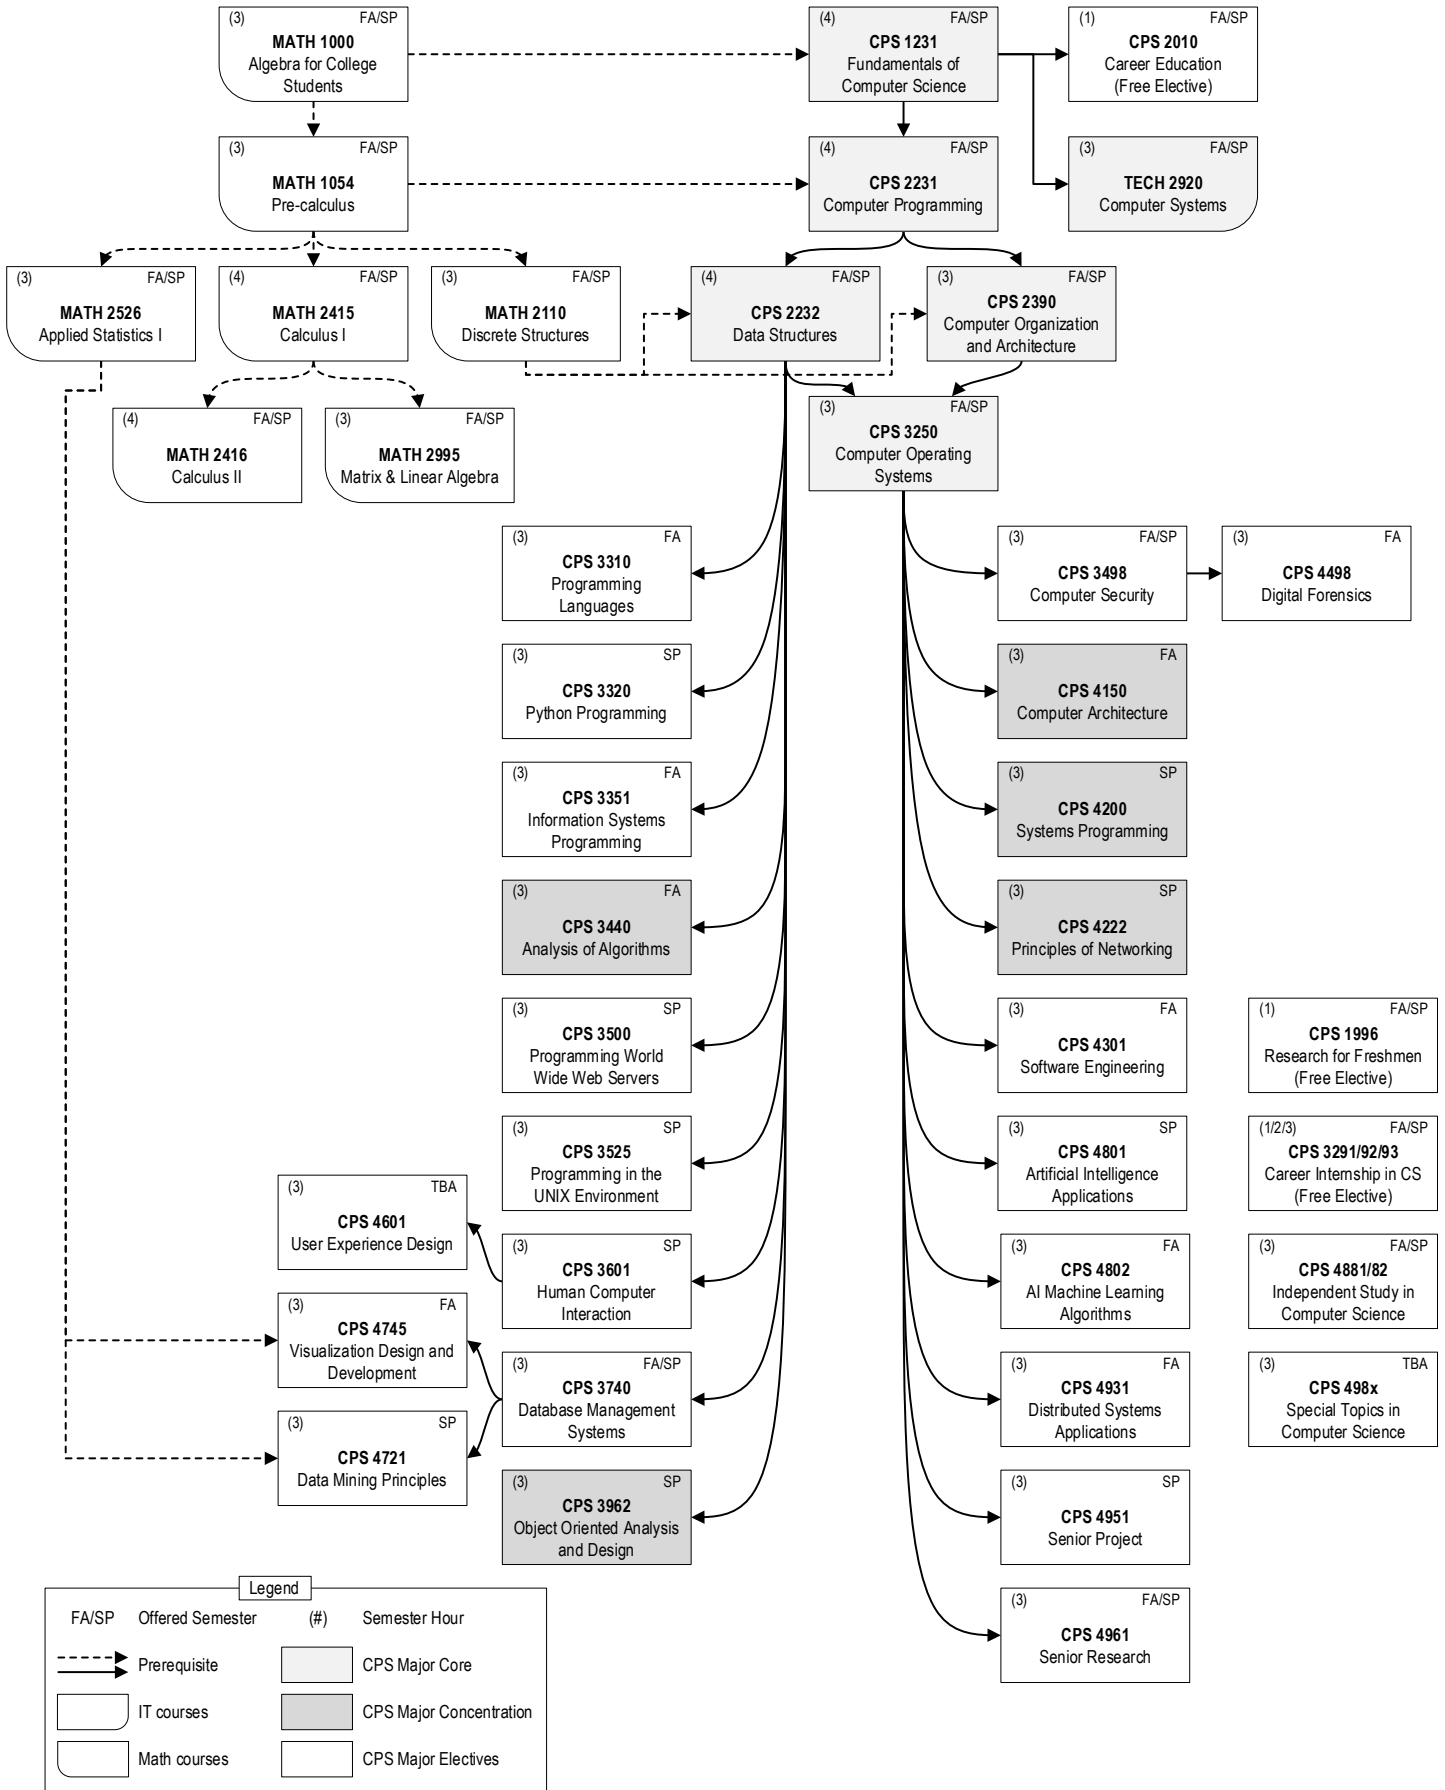 (3) FA/SP
MATH 1000
Algebra for College
Students
(4) FA/SP
CPS 1231
Fundamentals of
Computer Science
(1) FA/SP
CPS 2010
Career Education
(Free Elective)
(3) FA/SP
MATH 1054
Pre-calculus
(4) FA/SP
CPS 2231
Computer Programming
(3) FA/SP
TECH 2920
Computer Systems
(3) FA/SP
MATH 2526
Applied Statistics I
(4) FA/SP
MATH 2415
Calculus I
(3) FA/SP
MATH 2110
Discrete Structures
(4) FA/SP
CPS 2232
Data Structures
(3) FA/SP
CPS 2390
Computer Organization
and Architecture
(4) FA/SP
MATH 2416
Calculus II
(3) FA/SP
MATH 2995
Matrix & Linear Algebra
(3) FA/SP
CPS 3250
Computer Operating
Systems
(3) FA
CPS 3310
Programming
Languages
(3) FA/SP
CPS 3498
Computer Security
(3) FA
CPS 4498
Digital Forensics
(3) SP
CPS 3320
Python Programming
(3) FA
CPS 4150
Computer Architecture
(3) FA
CPS 3351
Information Systems
Programming
(3) SP
CPS 4200
Systems Programming
(3) FA
CPS 3440
Analysis of Algorithms
(3) SP
CPS 4222
Principles of Networking
(3) SP
CPS 3500
Programming World
Wide Web Servers
(3) FA
CPS 4301
Software Engineering
(1) FA/SP
CPS 1996
Research for Freshmen
(Free Elective)
(3) SP
CPS 3525
Programming in the
UNIX Environment
(3) SP
CPS 4801
Artificial Intelligence
Applications
(1/2/3) FA/SP
CPS 3291/92/93
Career Internship in CS
(Free Elective)
(3) TBA
CPS 4601
User Experience Design
(3) SP
CPS 3601
Human Computer
Interaction
(3) FA
CPS 4802
AI Machine Learning
Algorithms
(3) FA/SP
CPS 4881/82
Independent Study in
Computer Science
(3) FA
CPS 4745
Visualization Design and
Development
(3) FA/SP
CPS 3740
Database Management
Systems
(3) FA
CPS 4931
Distributed Systems
Applications
(3) TBA
CPS 498x
Special Topics in
Computer Science
(3) SP
CPS 4721
Data Mining Principles
(3) SP
CPS 3962
Object Oriented Analysis
and Design
(3) SP
CPS 4951
Senior Project
(3) FA/SP
CPS 4961
Senior Research
Legend
FA/SP Offered Semester (#) Semester Hour
Prerequisite CPS Major Core
IT courses CPS Major Concentration
Math courses CPS Major Electives